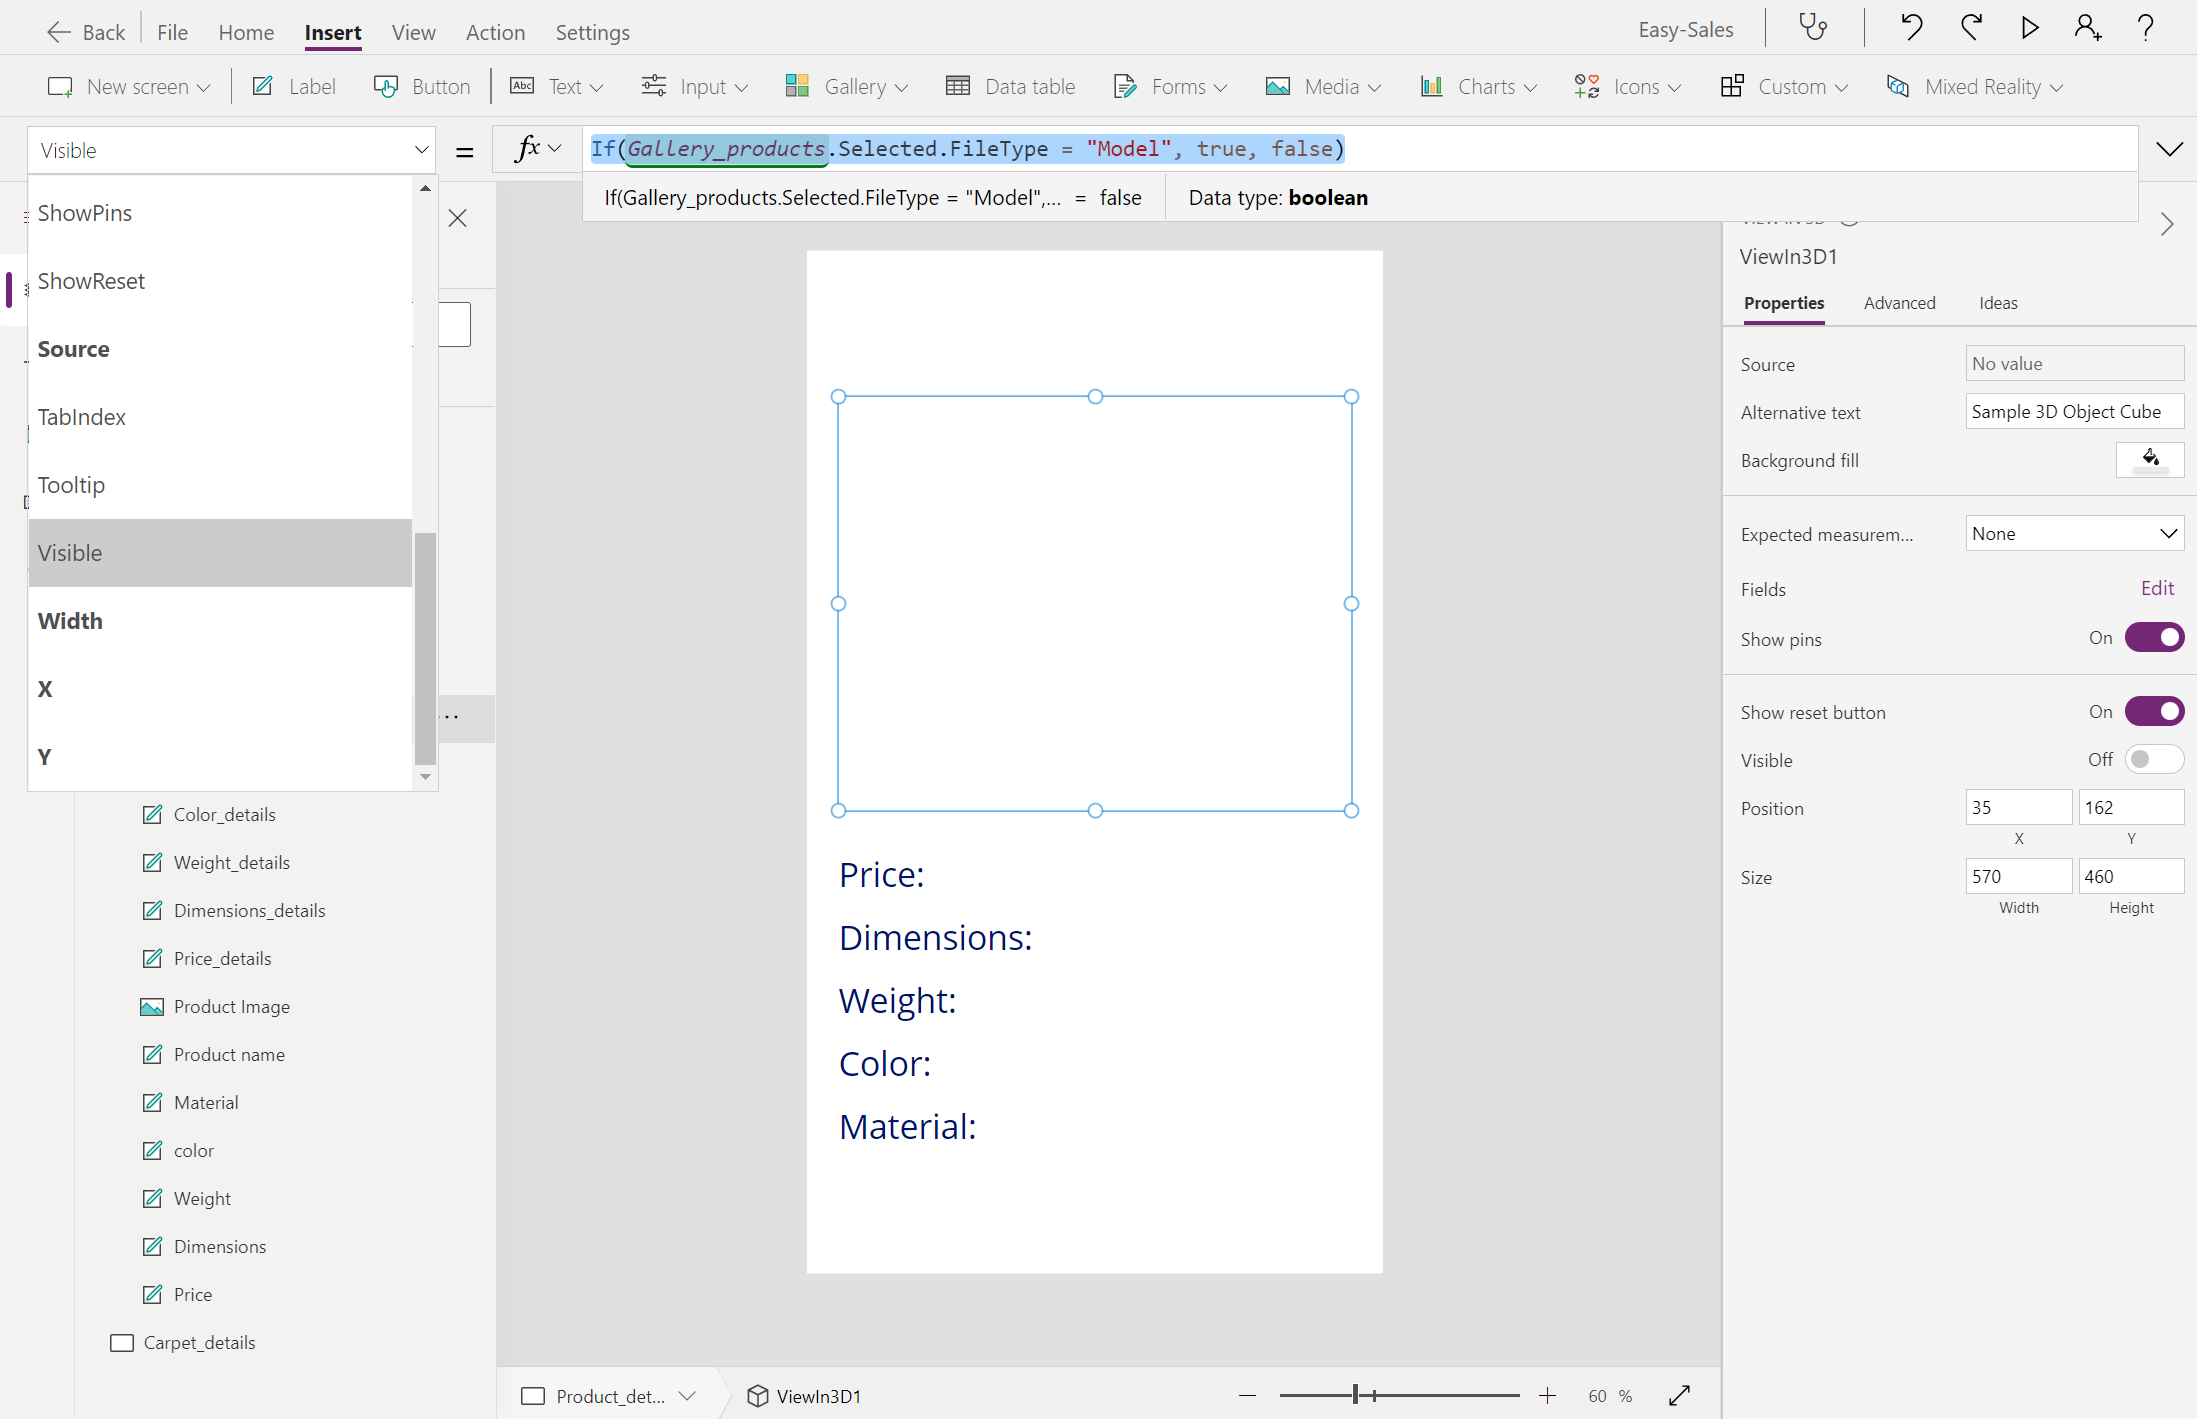 Back File Home Insert View Action Settings Easy-Sales
New screen Label Button Abc Text Input Gallery Data table Forms Media Charts Icons Custom Mixed Reality
Visible = fx If(Gallery_products.Selected.FileType = "Model", true, false)
If(Gallery_products.Selected.FileType = "Model",... = false Data type: boolean
ShowPins
ShowReset
Source
TabIndex
Tooltip
Visible
Width
X
Y
...
Color_details
Weight_details
Dimensions_details
Price_details
Product Image
Product name
Material
color
Weight
Dimensions
Price
Carpet_details
Price:
Dimensions:
Weight:
Color:
Material:
Product_det... ViewIn3D1 60 %
ViewIn3D1
Properties Advanced Ideas
Source No value
Alternative text Sample 3D Object Cube
Background fill
Expected measurem... None
Fields Edit
Show pins On
Show reset button On
Visible Off
Position 35 162
X Y
Size 570 460
Width Height